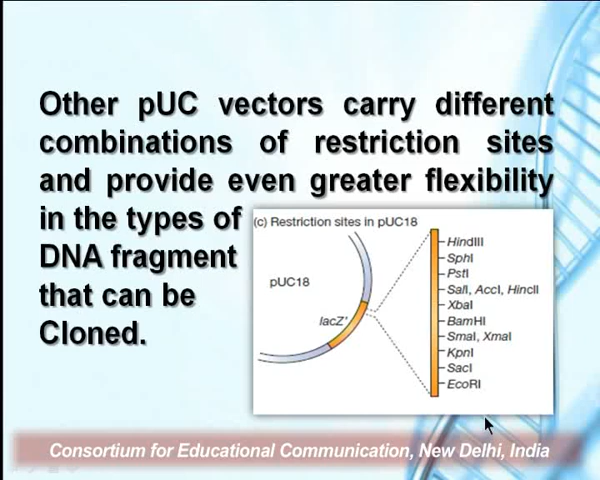 Other pUC vectors carry different
combinations of restriction sites
and provide even greater flexibility
in the types of
DNA fragment
that can be
Cloned.
(c) Restriction sites in pUC18
pUC18
lacZ'
HindIII
SphI
PstI
SalI, AccI, HincII
XbaI
BamHI
SmaI, XmaI
KpnI
SacI
EcoRI
Consortium for Educational Communication, New Delhi, India